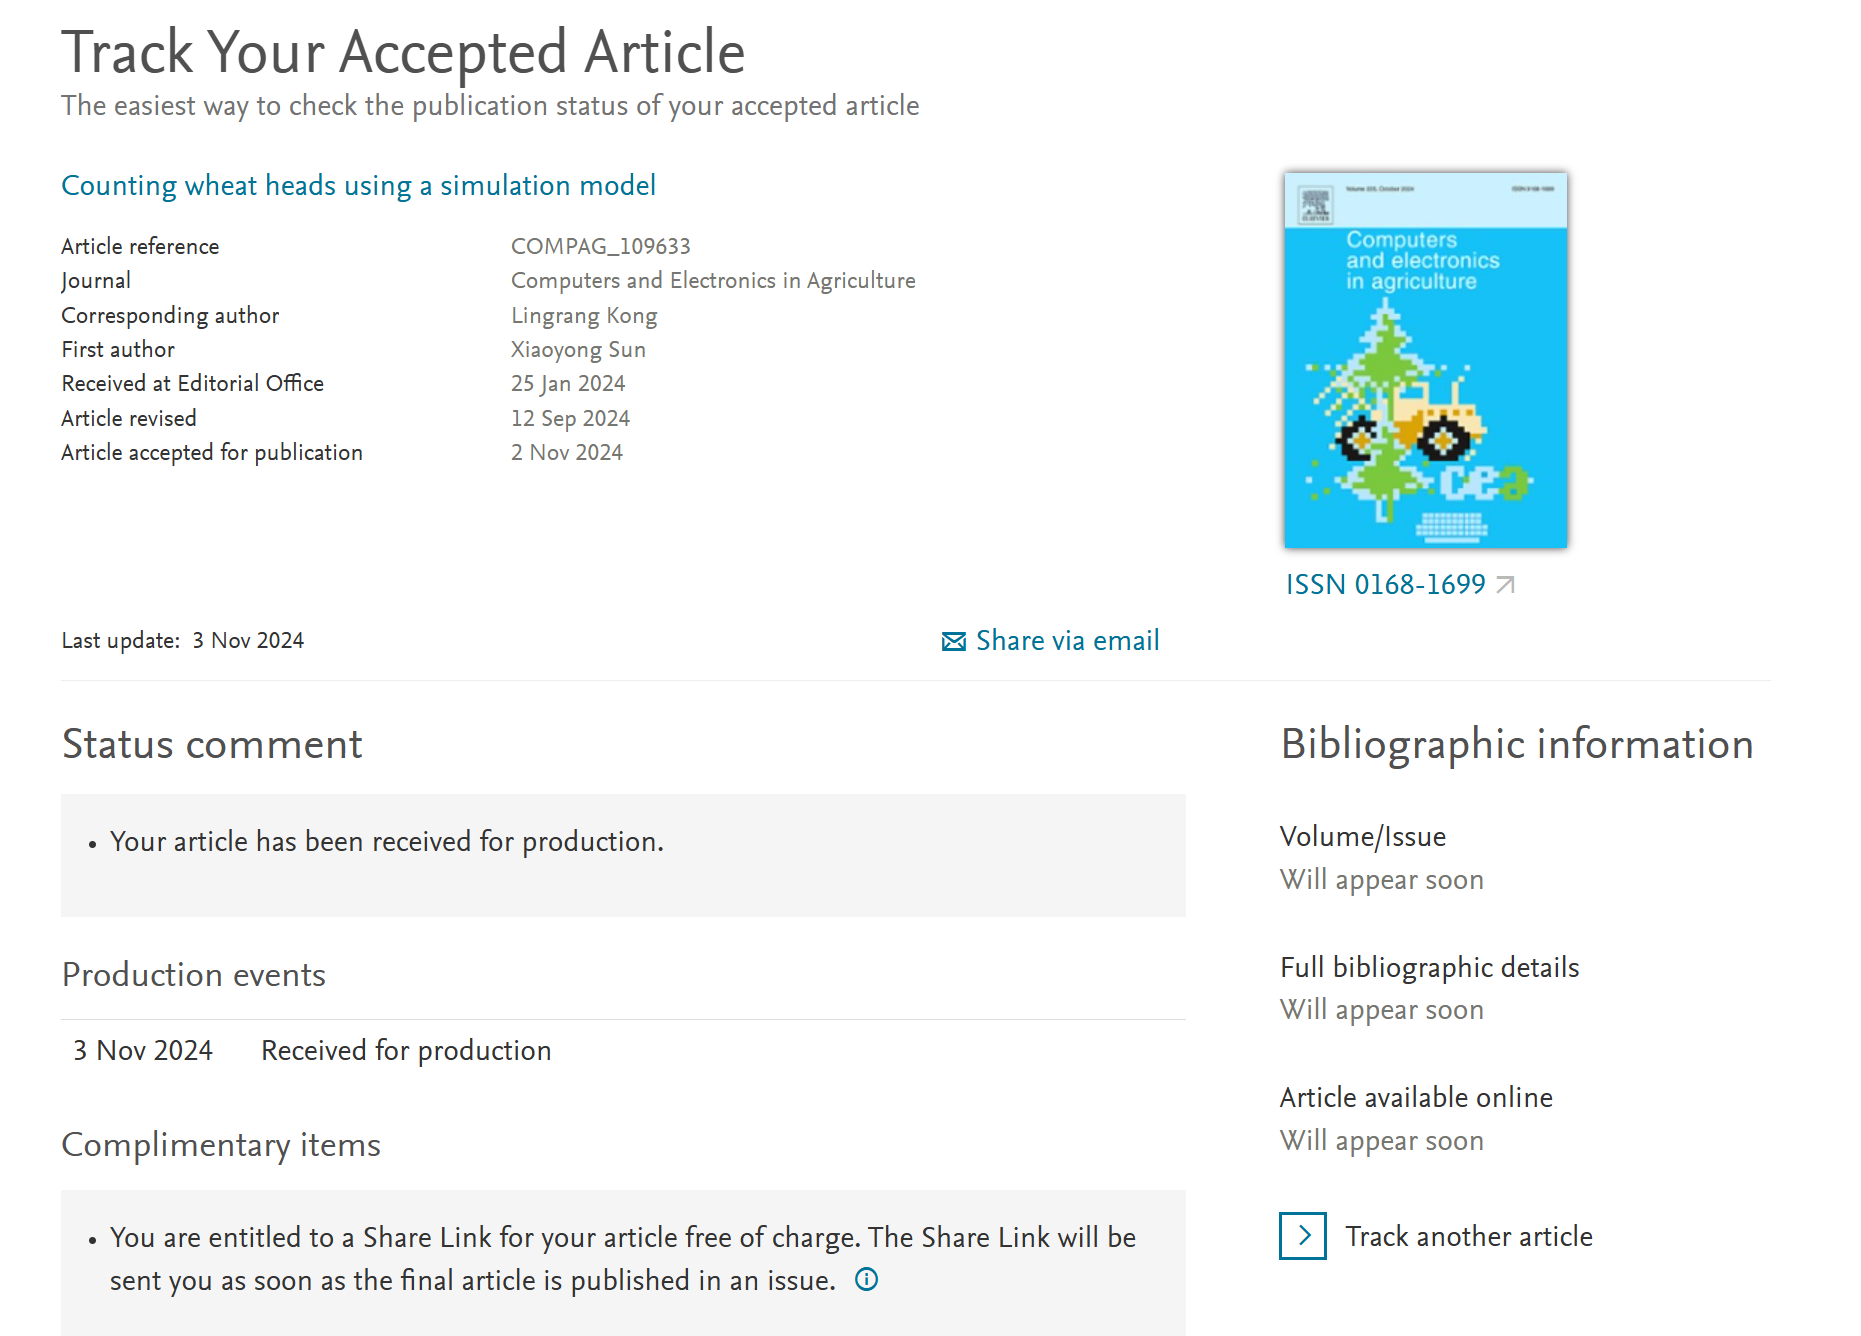 Track Your Accepted Article
The easiest way to check the publication status of your accepted article
Counting wheat heads using a simulation model
Article reference COMPAG_109633
Journal Computers and Electronics in Agriculture
Corresponding author Lingrang Kong
First author Xiaoyong Sun
Received at Editorial Office 25 Jan 2024
Article revised 12 Sep 2024
Article accepted for publication 2 Nov 2024
ISSN 0168-1699
Computers
and electronics
in agriculture
cea
ISSN 0168-1699
Last update: 3 Nov 2024 Share via email
Status comment
• Your article has been received for production.
Production events
3 Nov 2024 Received for production
Complimentary items
• You are entitled to a Share Link for your article free of charge. The Share Link will be
sent you as soon as the final article is published in an issue.
Bibliographic information
Volume/Issue
Will appear soon
Full bibliographic details
Will appear soon
Article available online
Will appear soon
Track another article